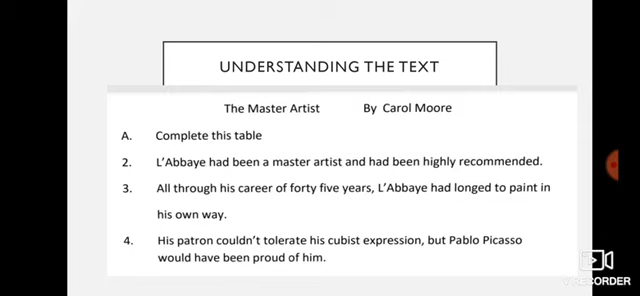 UNDERSTANDING THE TEXT
The Master Artist By Carol Moore
A. Complete this table
2. L'Abbaye had been a master artist and had been highly recommended.
3. All through his career of forty five years, L'Abbaye had longed to paint in
his own way.
4. His patron couldn't tolerate his cubist expression, but Pablo Picasso
would have been proud of him.
RECORDER